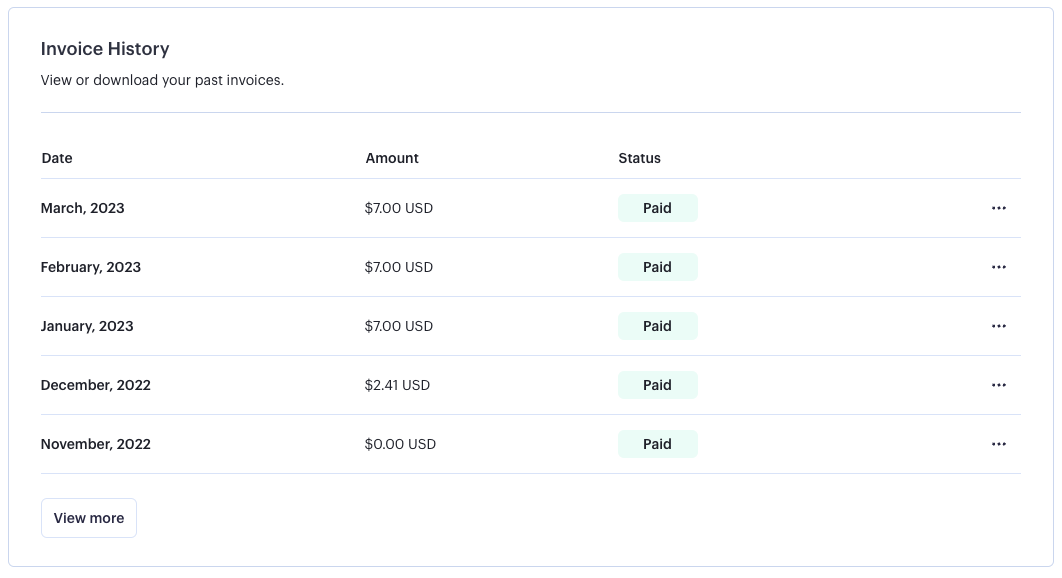 Invoice History
View or download your past invoices.
Date Amount Status
March, 2023 $7.00 USD Paid
February, 2023 $7.00 USD Paid
January, 2023 $7.00 USD Paid
December, 2022 $2.41 USD Paid
November, 2022 $0.00 USD Paid
View more